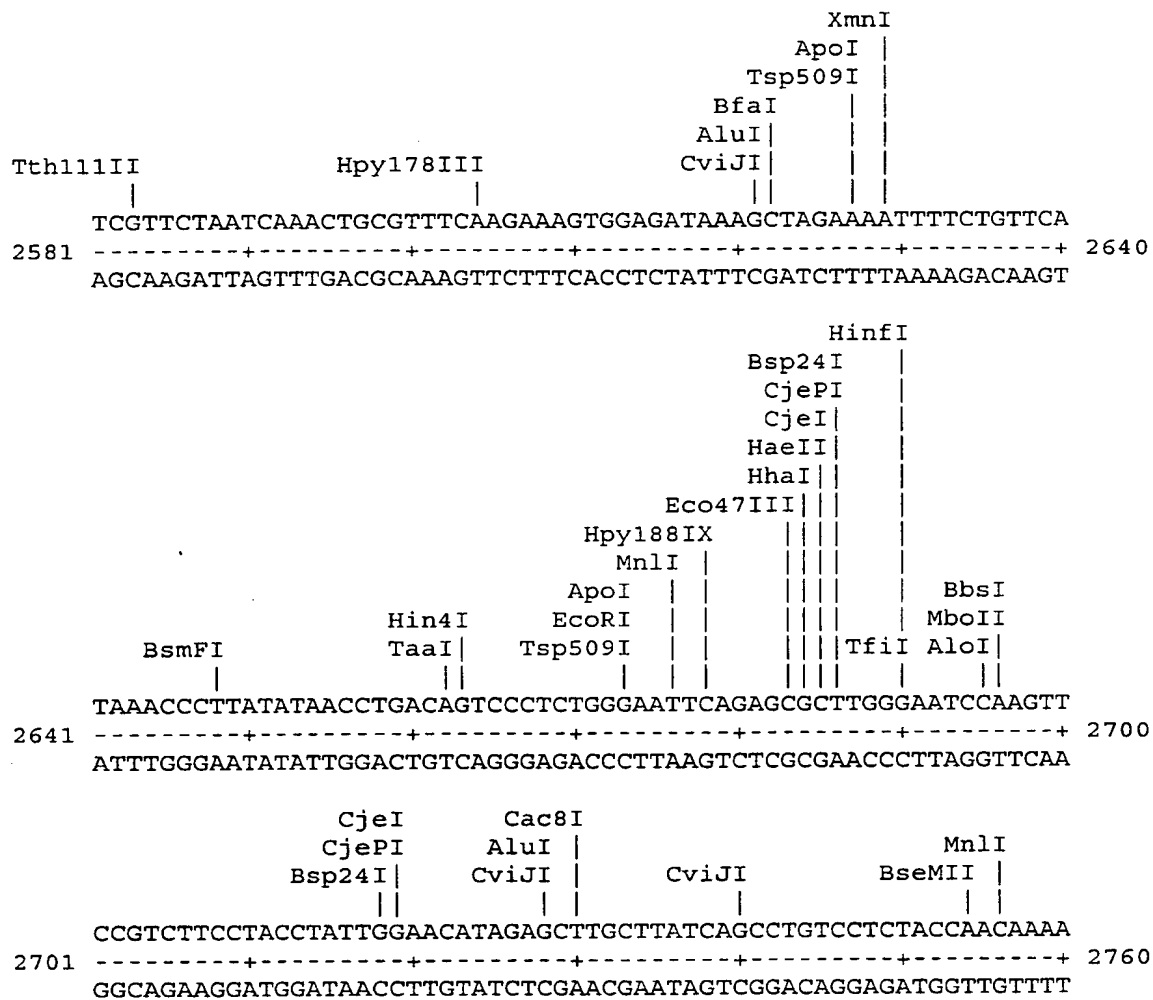 XmnI
ApoI |
Tsp509I |
BfaI | |
AluI | | |
Tth111II Hpy178III CviJI | | |
| | | | | |
TCGTTCTAATCAAACTGCGTTTCAAGAAAGTGGAGATAAAGCTAGAAAATTTTCTGTTCA
2581 ---------+---------+---------+---------+---------+---------+ 2640
AGCAAGATTAGTTTGACGCAAAGTTCTTTCACCTCTATTTCGATCTTTTAAAAGACAAGT
HinfI
Bsp24I |
CjePI |
CjeI| |
HaeII | |
HhaI || |
Eco47III ||| |
Hpy188IX |||| |
MnlI | |||| |
ApoI | | |||| | BbsI
Hin4I EcoRI | | |||| | MboII
BsmFI TaaI| Tsp509I | | |||| TfiI AloI|
| || | | | |||| | ||
TAAACCCTTATATAACCTGACAGTCCCTCTGGGAATTCAGAGCGCTTGGGAATCCAAGTT
2641 ---------+---------+---------+---------+---------+---------+ 2700
ATTTGGGAATATATTGGACTGTCAGGGAGACCCTTAAGTCTCGCGAACCCTTAGGTTCAA
CjeI Cac8I
CjePI AluI | MnlI
Bsp24I| CviJI | CviJI BseMII |
|| | | | | |
CCGTCTTCCTACCTATTGGAACATAGAGCTTGCTTATCAGCCTGTCCTCTACCAACAAAA
2701 ---------+---------+---------+---------+---------+---------+ 2760
GGCAGAAGGATGGATAACCTTGTATCTCGAACGAATAGTCGGACAGGAGATGGTTGTTTT